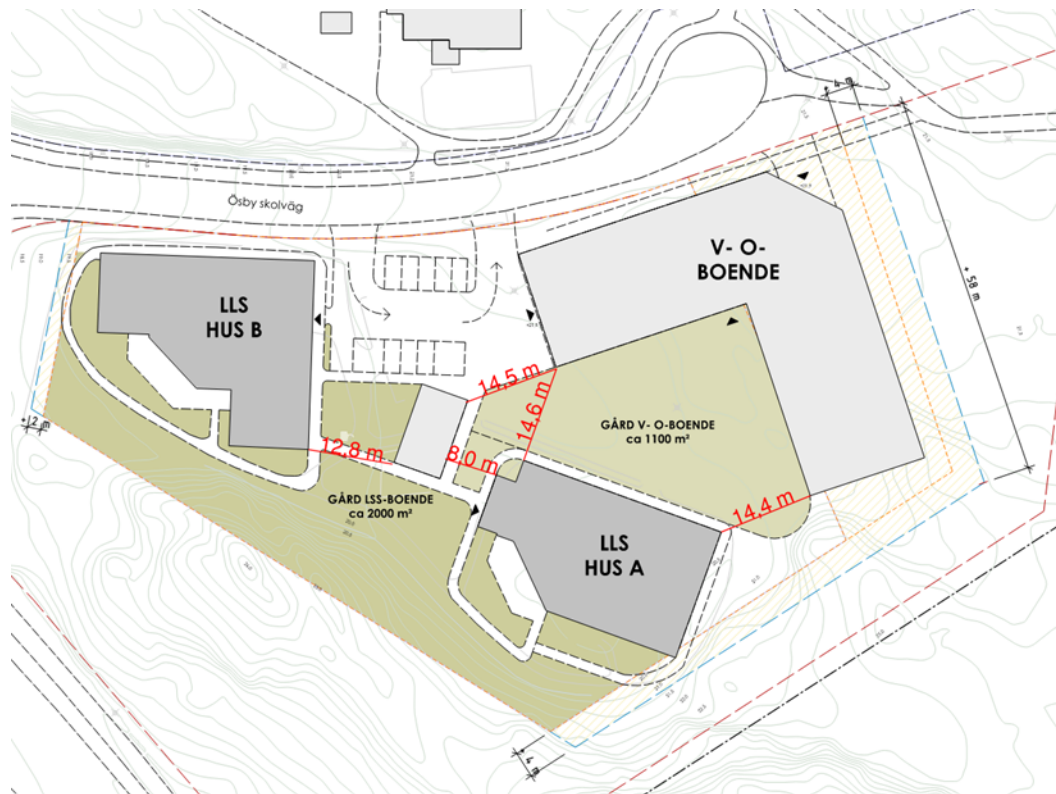 4 m
Ösby skolväg
V- O-
BOENDE
+ 58 m
LLS
HUS B
14,5 m
14,6 m
GÅRD V- O-BOENDE
ca 1100 m²
+ 2 m
12,8 m
8,0 m
GÅRD LSS-BOENDE
ca 2000 m²
14,4 m
LLS
HUS A
4 m